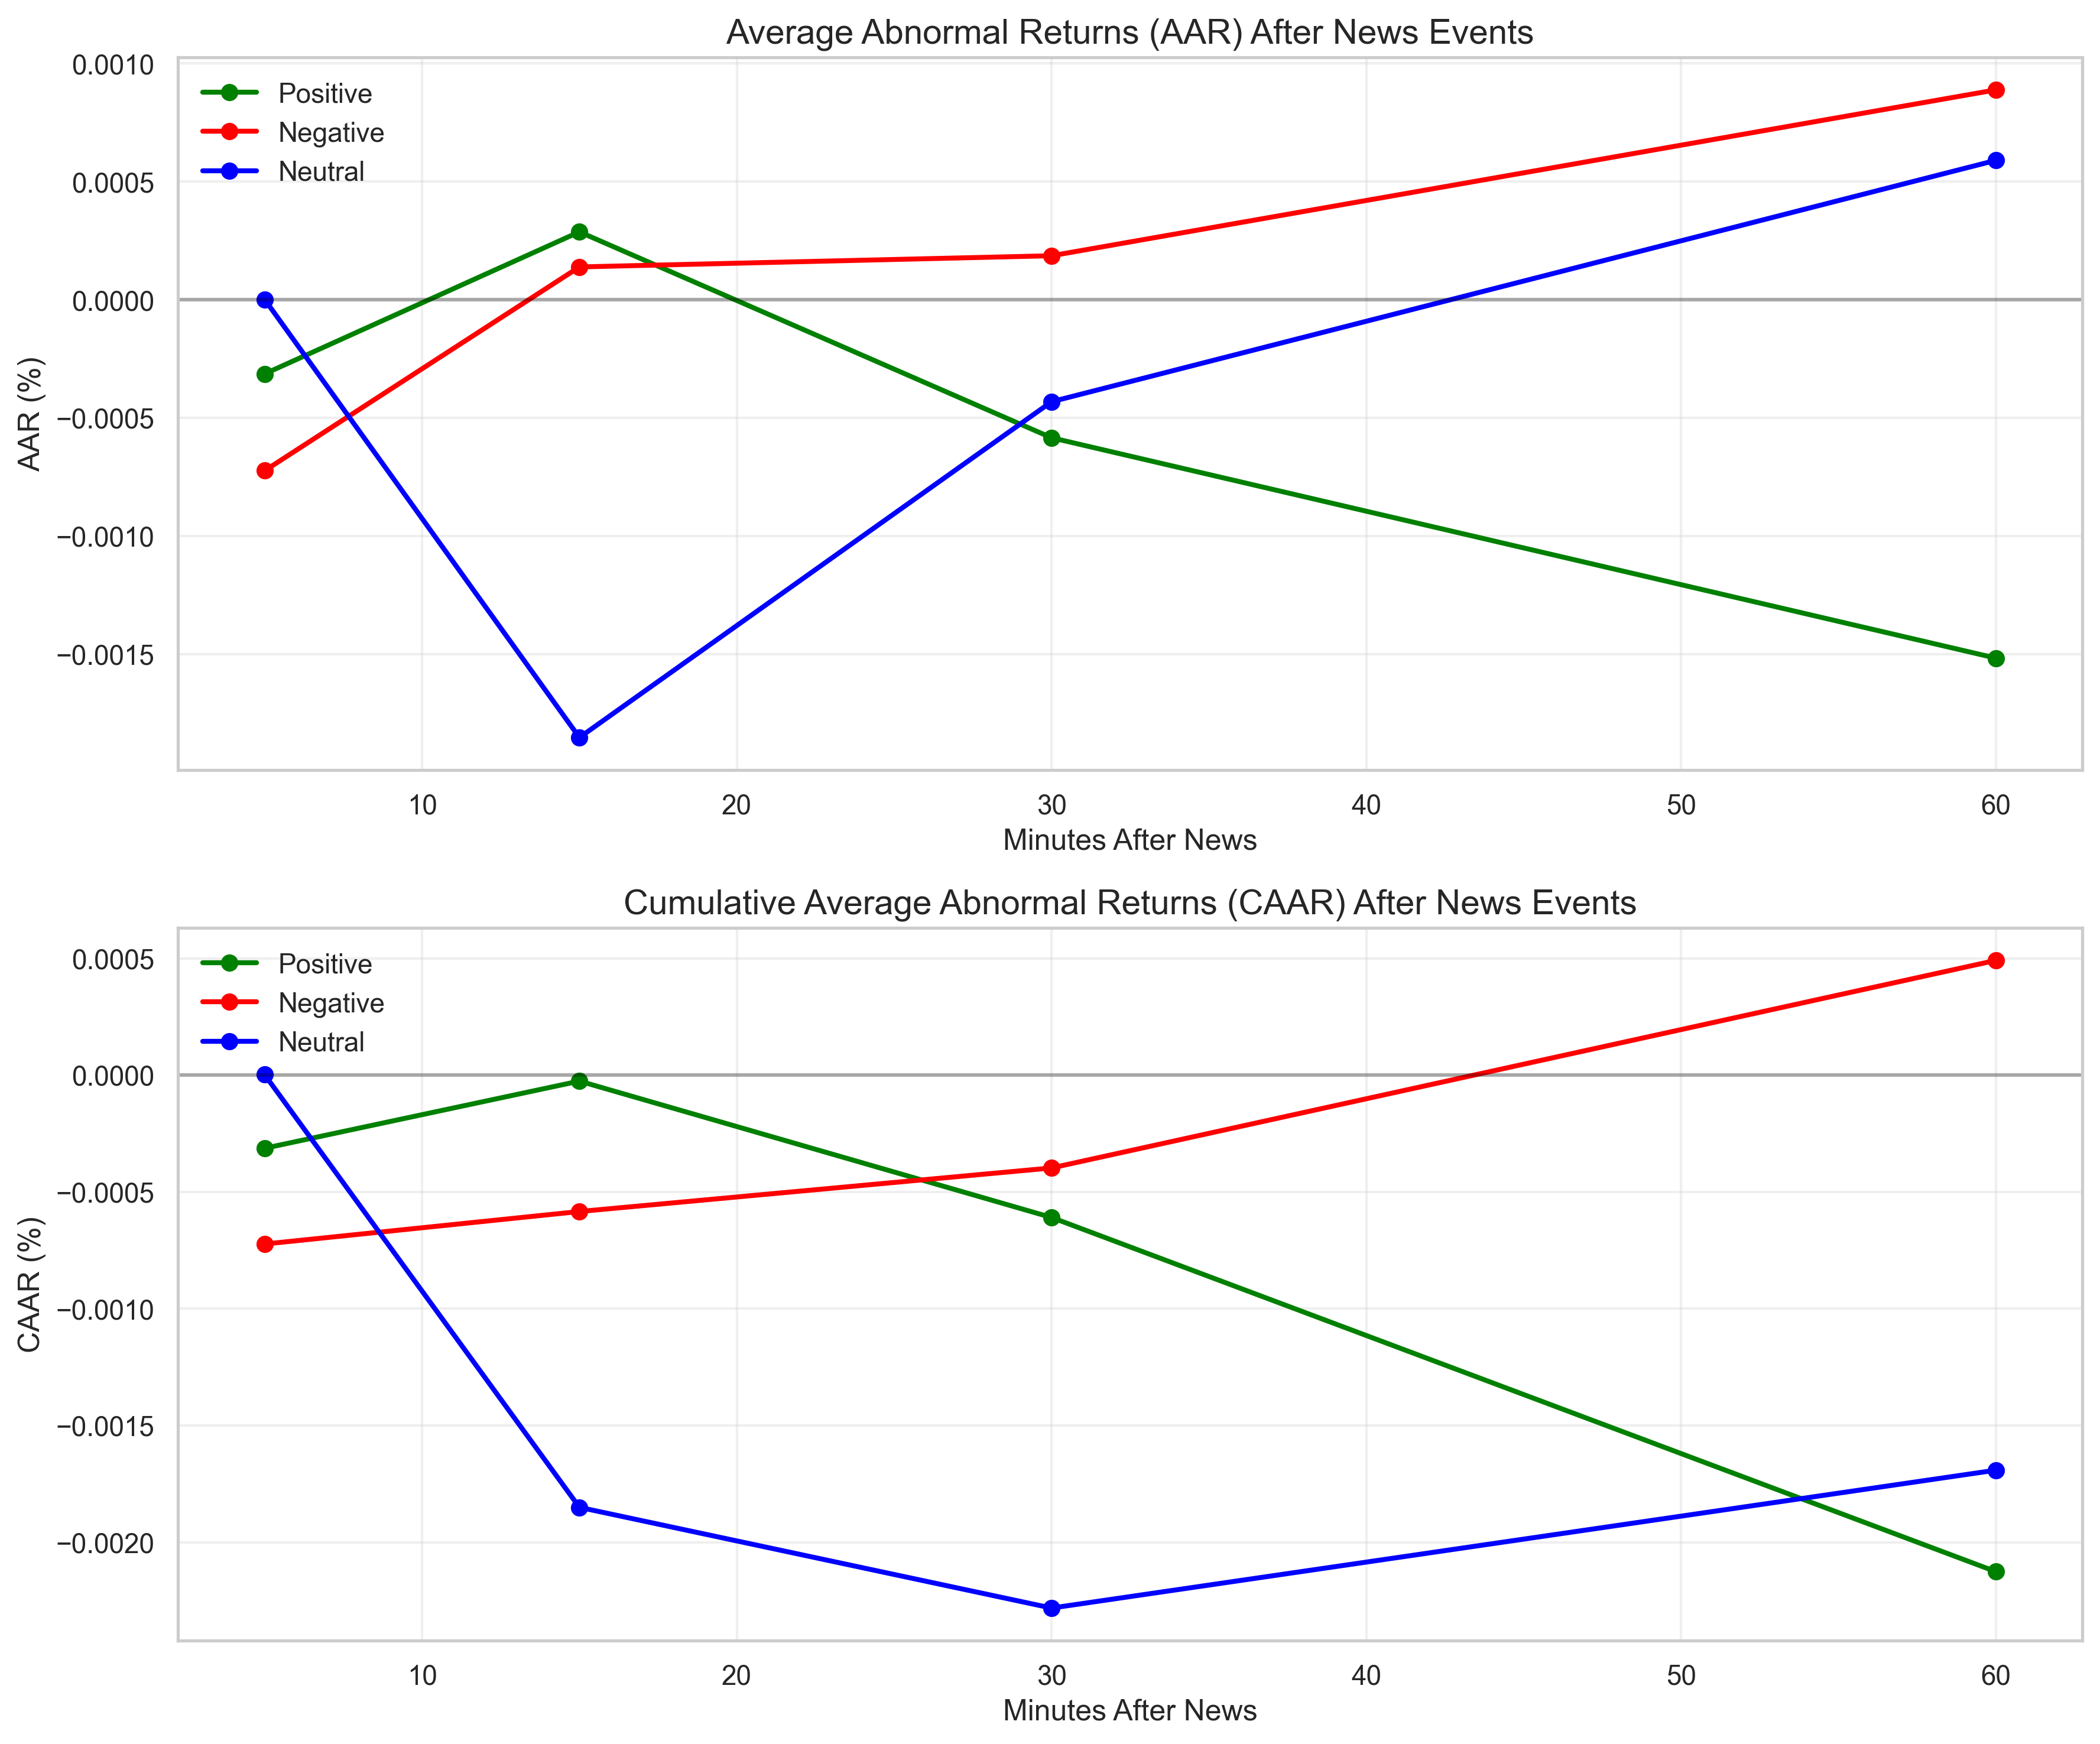 Average Abnormal Returns (AAR) After News Events
0.0010
0.0005
0.0000
−0.0005
−0.0010
−0.0015
AAR (%)
Positive
Negative
Neutral
10 20 30 40 50 60
Minutes After News
Cumulative Average Abnormal Returns (CAAR) After News Events
0.0005
0.0000
−0.0005
−0.0010
−0.0015
−0.0020
CAAR (%)
Positive
Negative
Neutral
10 20 30 40 50 60
Minutes After News